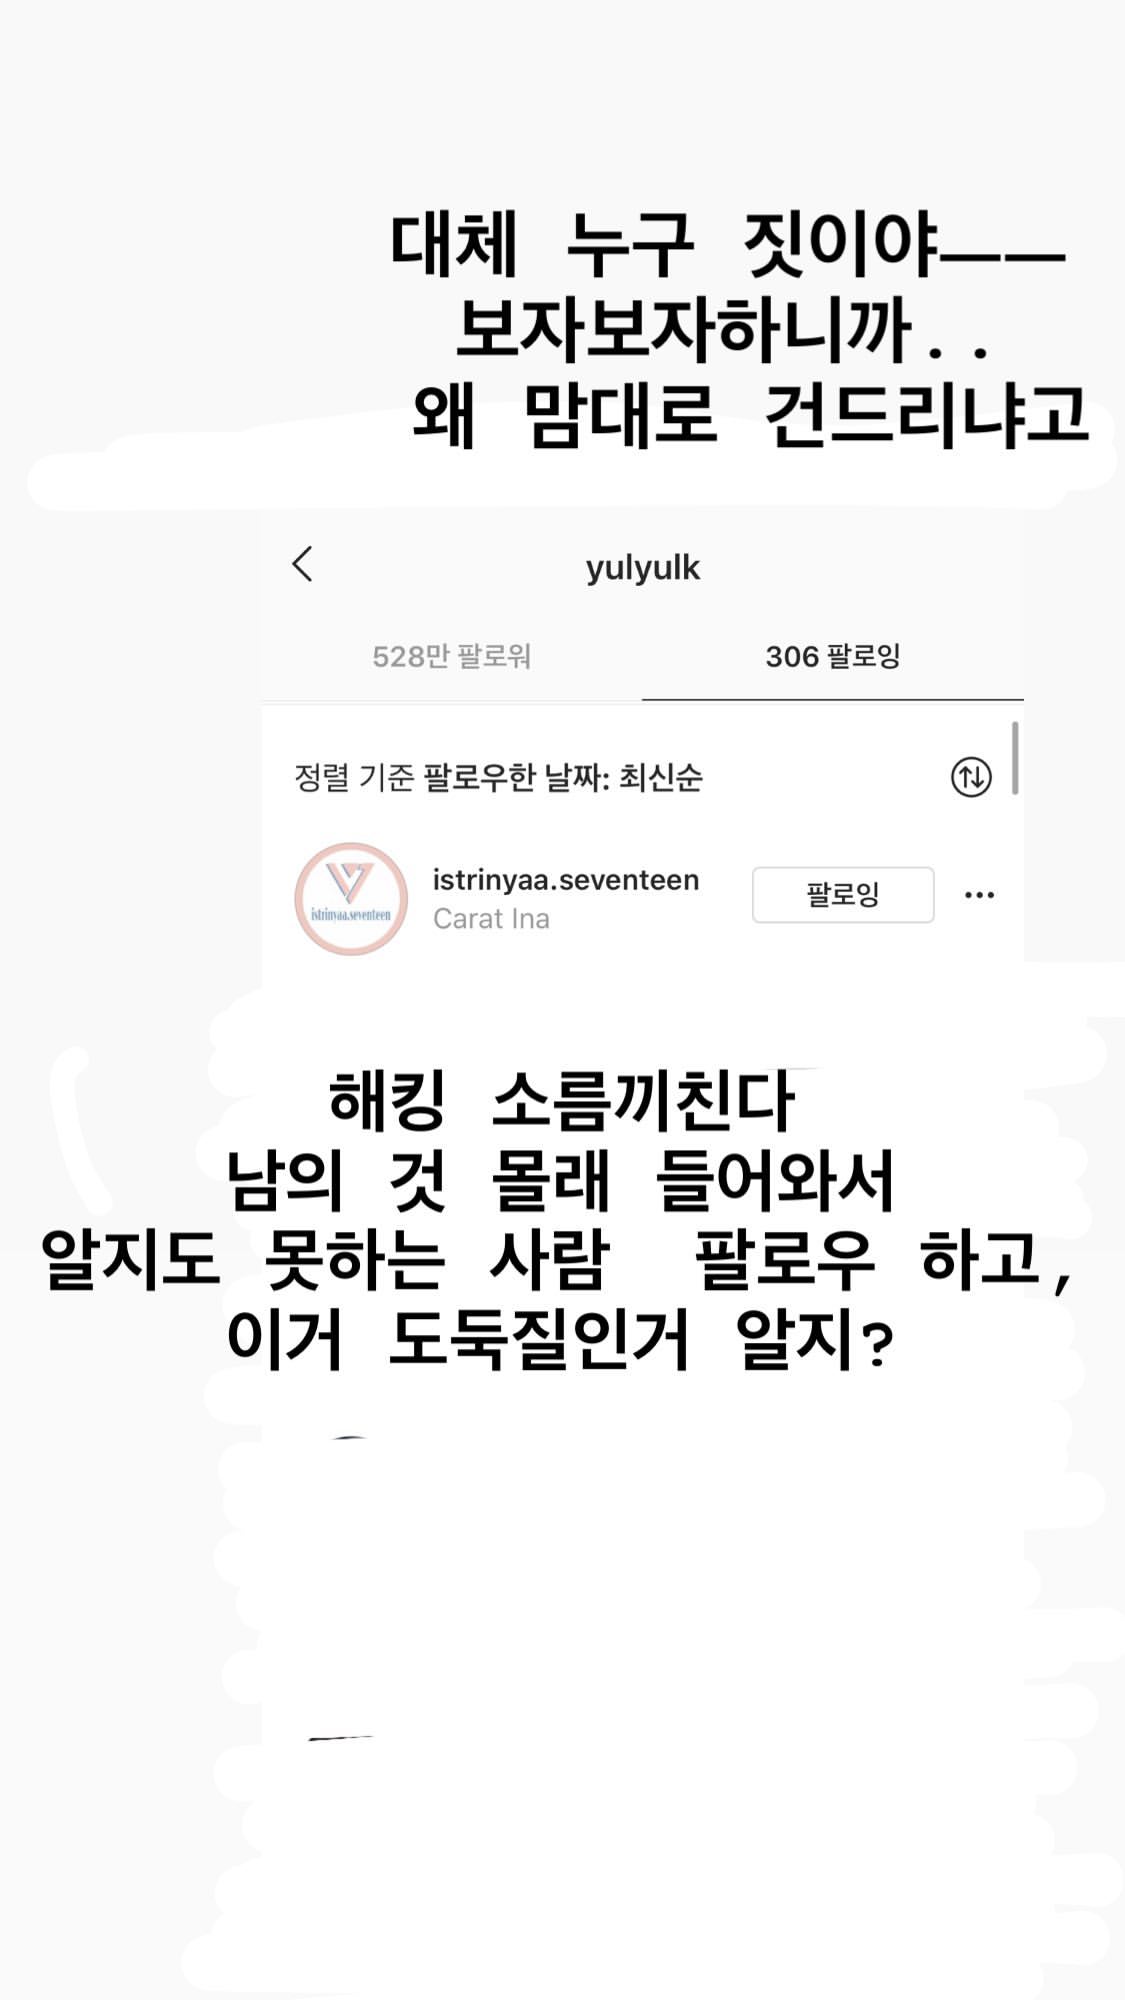 대체 누구 짓이야ㅡㅡ
보자보자하니까..
왜 맘대로 건드리냐고
yulyulk
528만 팔로워 306 팔로잉
정렬 기준 팔로우한 날짜: 최신순
istrinyaa.seventeen
istrinyaa.seventeen 팔로잉
Carat Ina
해킹 소름끼친다
남의 것 몰래 들어와서
알지도 못하는 사람 팔로우 하고,
이거 도둑질인거 알지?